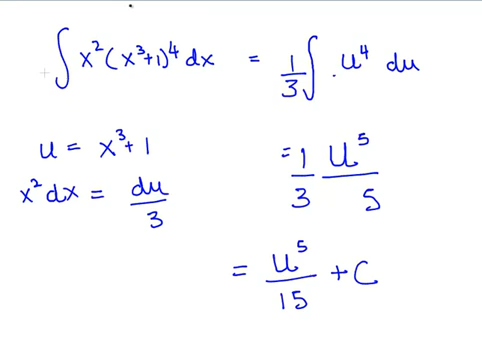 ∫ x²(x³+1)⁴ dx = 1/3 ∫ . u⁴ du
u = x³+1
x² dx = du/3
= 1/3 u⁵/5
= u⁵/15 + C